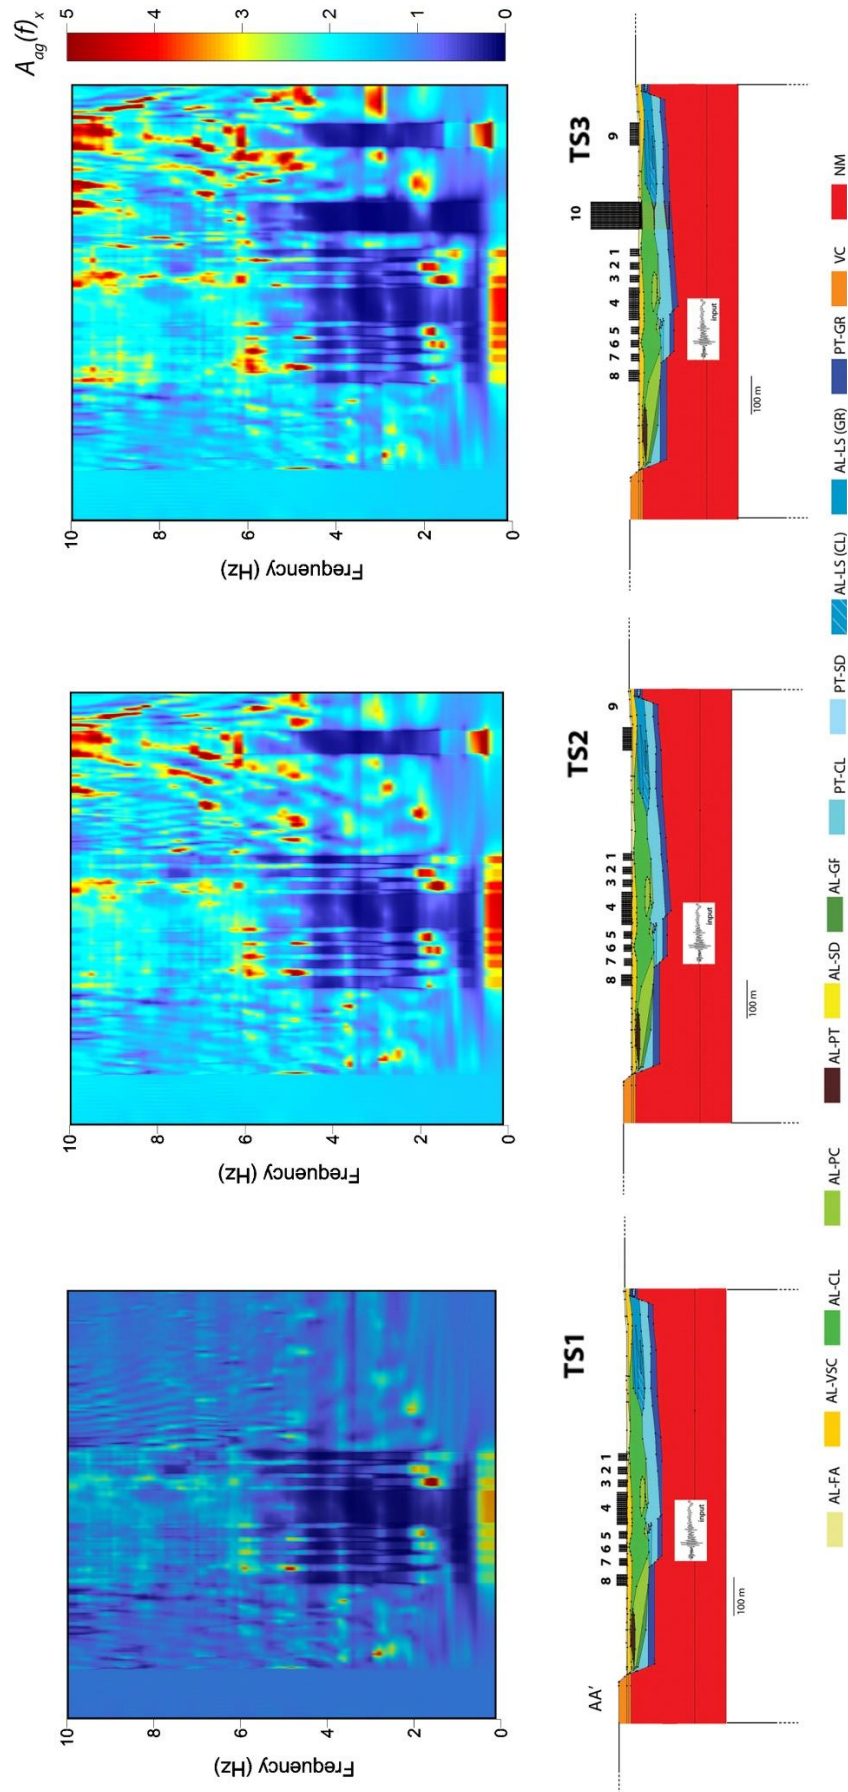 A_ag(f)_x
5
4
3
2
1
0
10
8
6
4
2
0
Frequency (Hz)
10
8
6
4
2
0
Frequency (Hz)
10
8
6
4
2
0
Frequency (Hz)
TS1
AA'
8 7 6 5 4 3 2 1
input
100 m
TS2
8 7 6 5 4 3 2 1 9
input
100 m
TS3
8 7 6 5 4 3 2 1 10 9
input
100 m
AL-FA AL-VSC AL-CL AL-PC AL-PT AL-SD AL-GF PT-CL PT-SD AL-LS (CL) AL-LS (GR) PT-GR VC NM